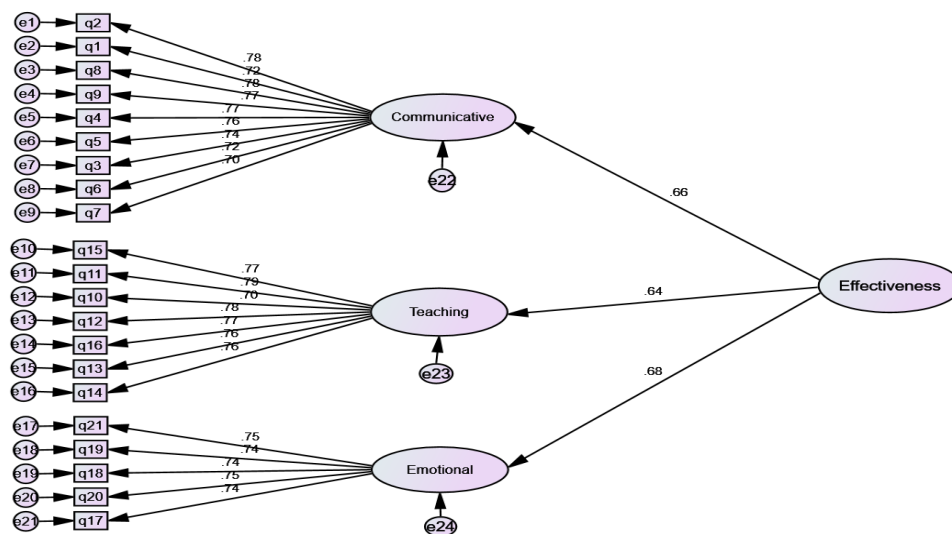 e1 q2
e2 q1
e3 q8
e4 q9
e5 q4
e6 q5
e7 q3
e8 q6
e9 q7
.78
.72
.78
.77
.77
.76
.74
.72
.70
Communicative
e22
.66
e10 q15
e11 q11
e12 q10
e13 q12
e14 q16
e15 q13
e16 q14
.77
.79
.70
.78
.77
.76
.76
Teaching
e23
.64
Effectiveness
e17 q21
e18 q19
e19 q18
e20 q20
e21 q17
.75
.74
.74
.75
.74
Emotional
e24
.68